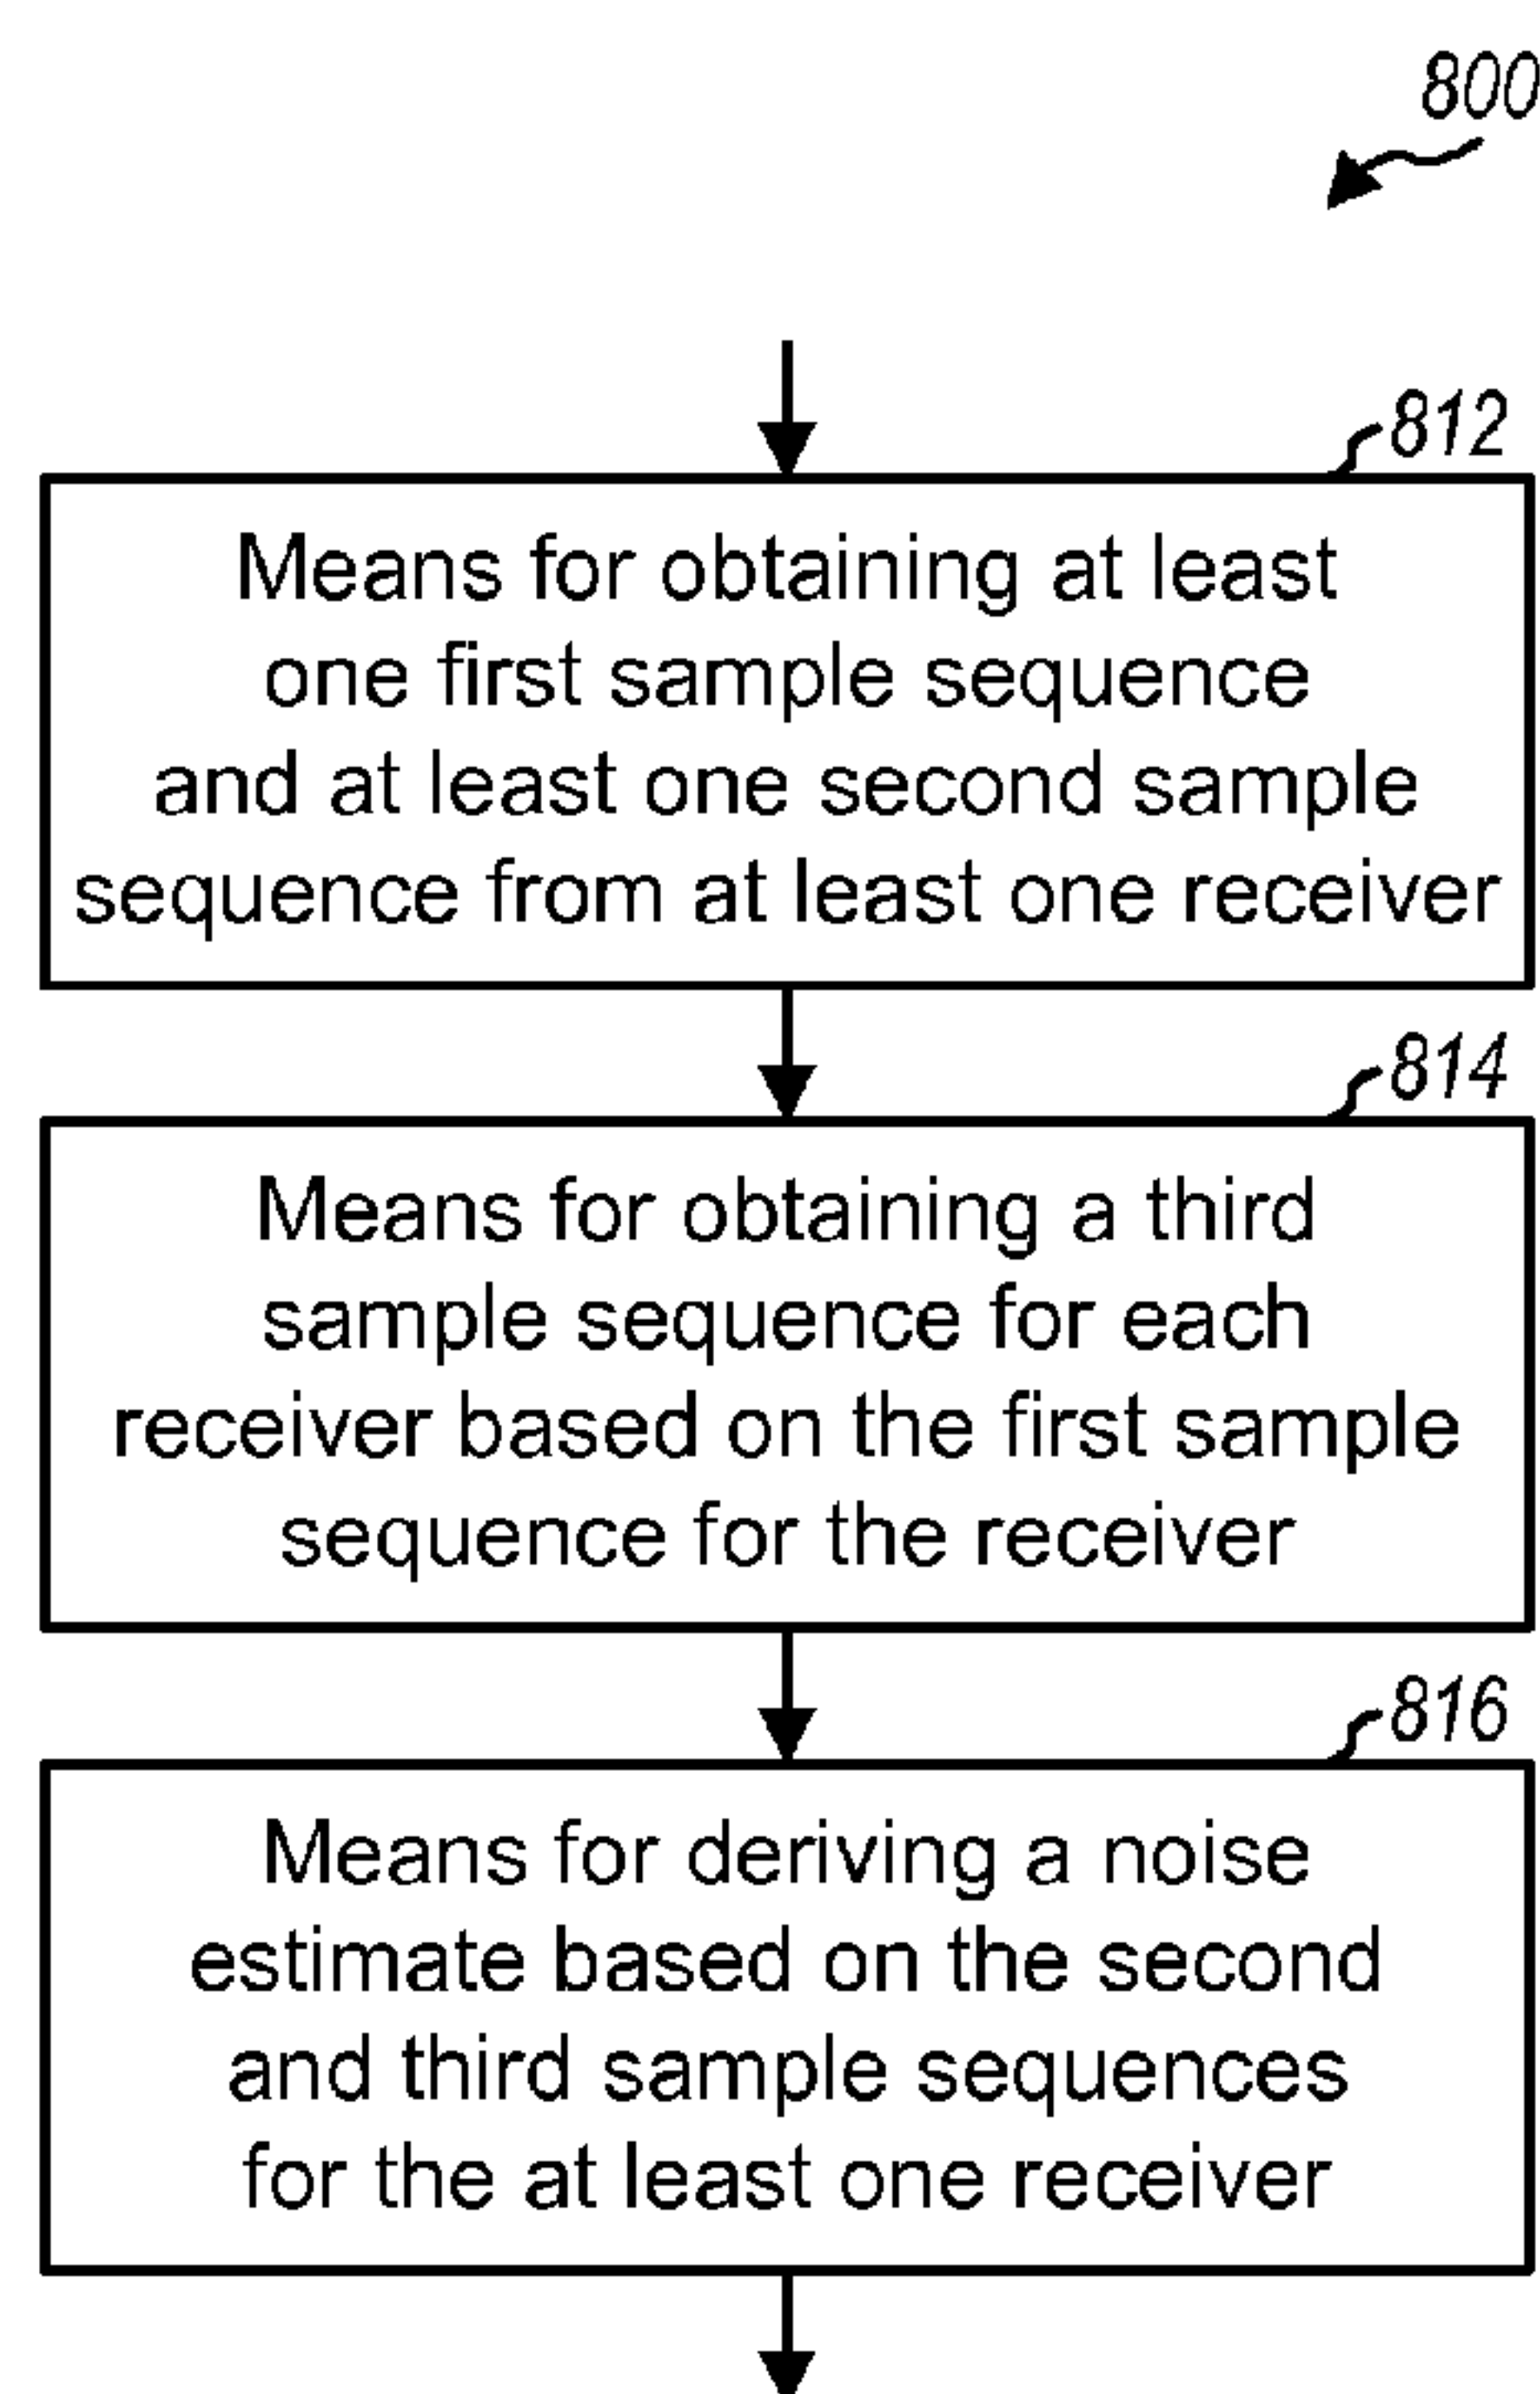 800
812
Means for obtaining at least
one first sample sequence
and at least one second sample
sequence from at least one receiver
814
Means for obtaining a third
sample sequence for each
receiver based on the first sample
sequence for the receiver
816
Means for deriving a noise
estimate based on the second
and third sample sequences
for the at least one receiver